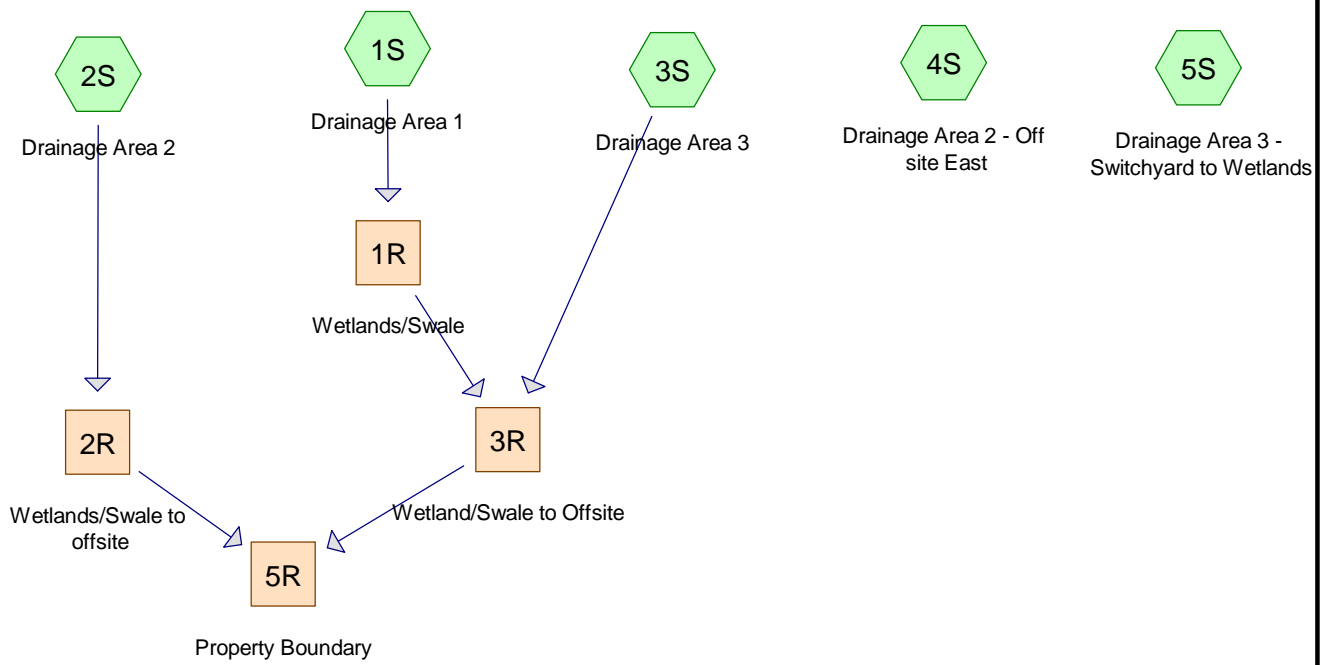 2S
1S
3S
4S
5S
Drainage Area 2
Drainage Area 1
Drainage Area 3
Drainage Area 2 - Off
site East
Drainage Area 3 -
Switchyard to Wetlands
1R
Wetlands/Swale
2R
3R
Wetlands/Swale to
offsite
Wetland/Swale to Offsite
5R
Property Boundary